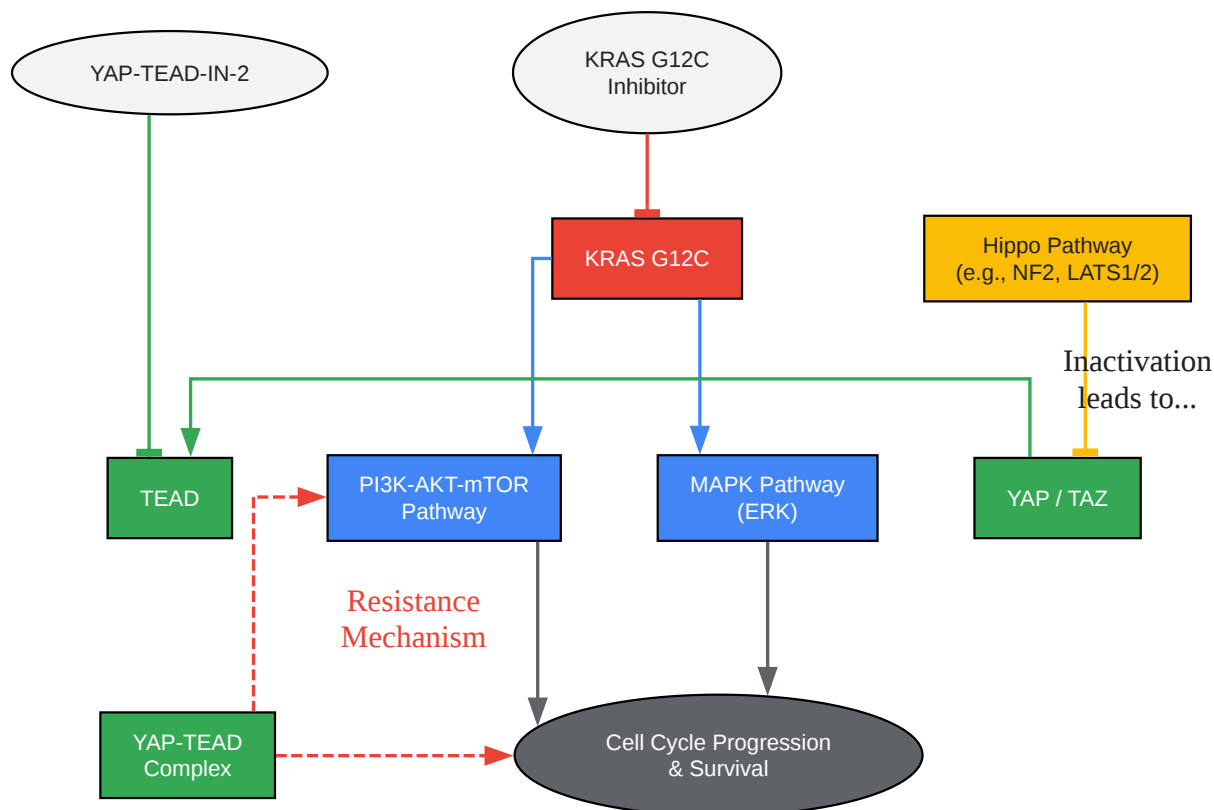 YAP-TEAD-IN-2
KRAS G12C
Inhibitor
KRAS G12C
Hippo Pathway
(e.g., NF2, LATS1/2)
Inactivation
leads to...
TEAD
PI3K-AKT-mTOR
Pathway
MAPK Pathway
(ERK)
YAP / TAZ
Resistance
Mechanism
YAP-TEAD
Complex
Cell Cycle Progression
& Survival